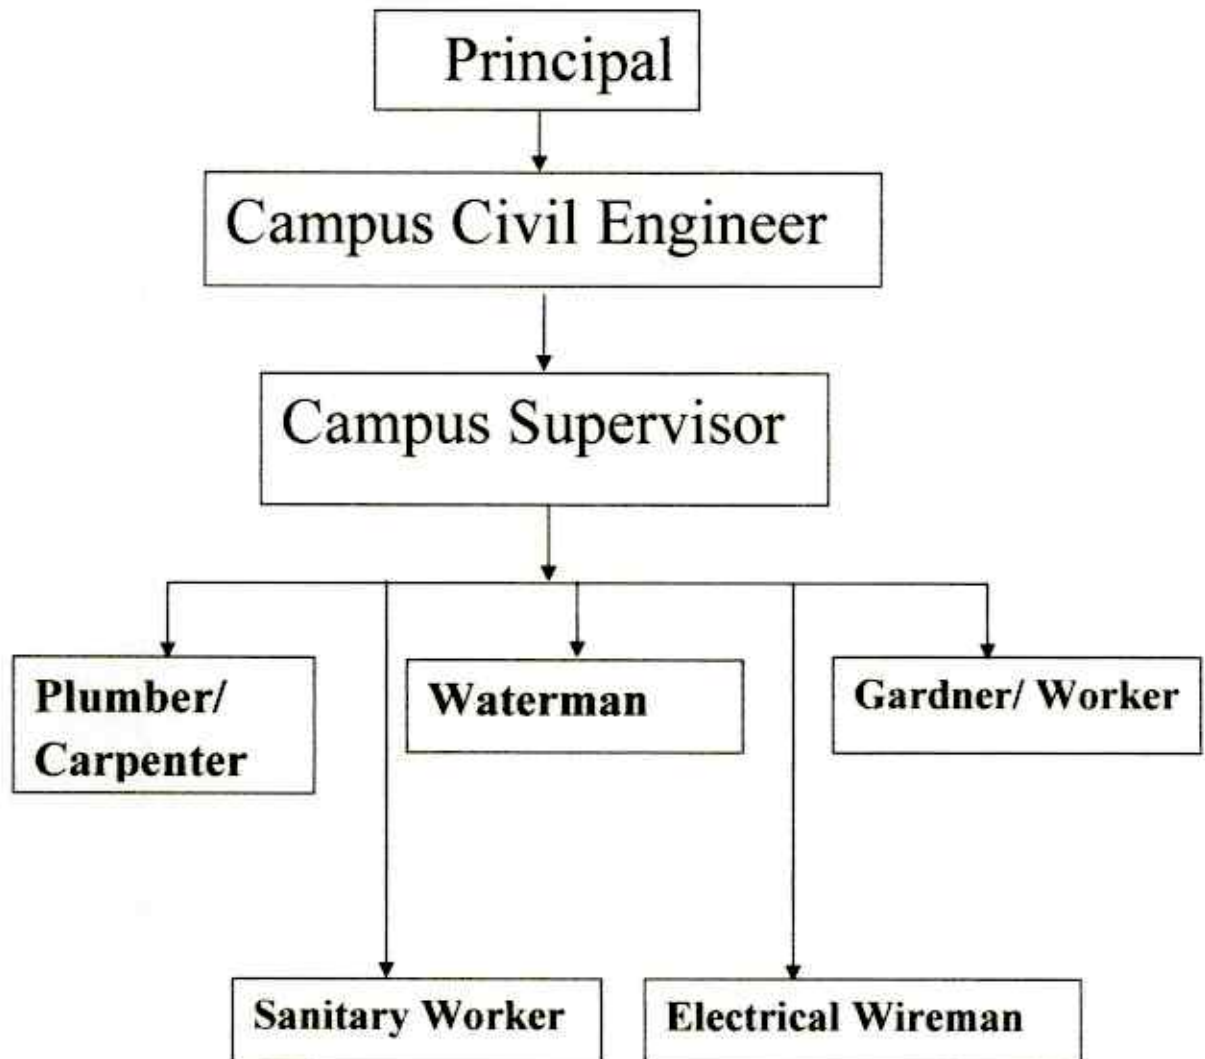 Principal
Campus Civil Engineer
Campus Supervisor
Plumber/
Carpenter
Waterman
Gardner/ Worker
Sanitary Worker
Electrical Wireman